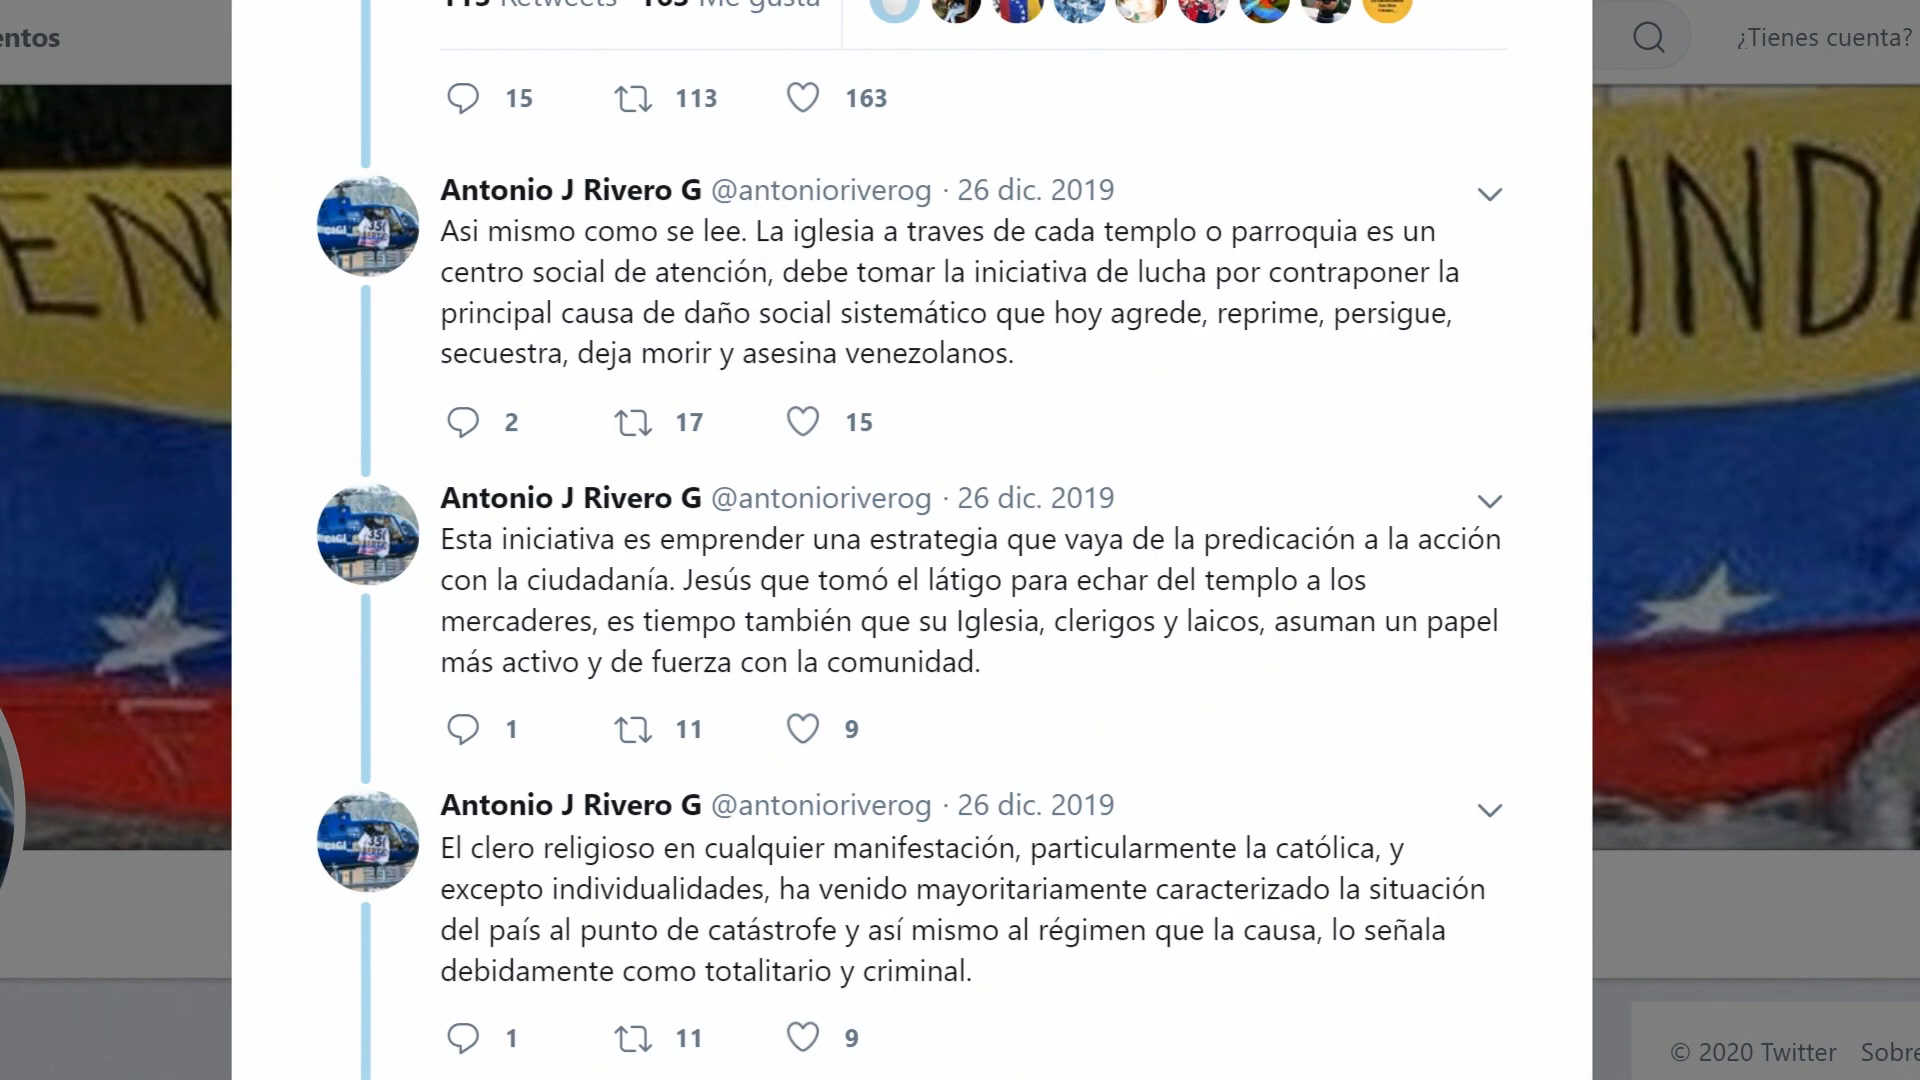 entos
¿Tienes cuenta?
113 Retweets 163 Me gusta
15 113 163
Antonio J Rivero G @antonioriverog · 26 dic. 2019
Asi mismo como se lee. La iglesia a traves de cada templo o parroquia es un
centro social de atención, debe tomar la iniciativa de lucha por contraponer la
principal causa de daño social sistemático que hoy agrede, reprime, persigue,
secuestra, deja morir y asesina venezolanos.
2 17 15
Antonio J Rivero G @antonioriverog · 26 dic. 2019
Esta iniciativa es emprender una estrategia que vaya de la predicación a la acción
con la ciudadanía. Jesús que tomó el látigo para echar del templo a los
mercaderes, es tiempo también que su Iglesia, clerigos y laicos, asuman un papel
más activo y de fuerza con la comunidad.
1 11 9
Antonio J Rivero G @antonioriverog · 26 dic. 2019
El clero religioso en cualquier manifestación, particularmente la católica, y
excepto individualidades, ha venido mayoritariamente caracterizado la situación
del país al punto de catástrofe y así mismo al régimen que la causa, lo señala
debidamente como totalitario y criminal.
1 11 9
© 2020 Twitter Sobre